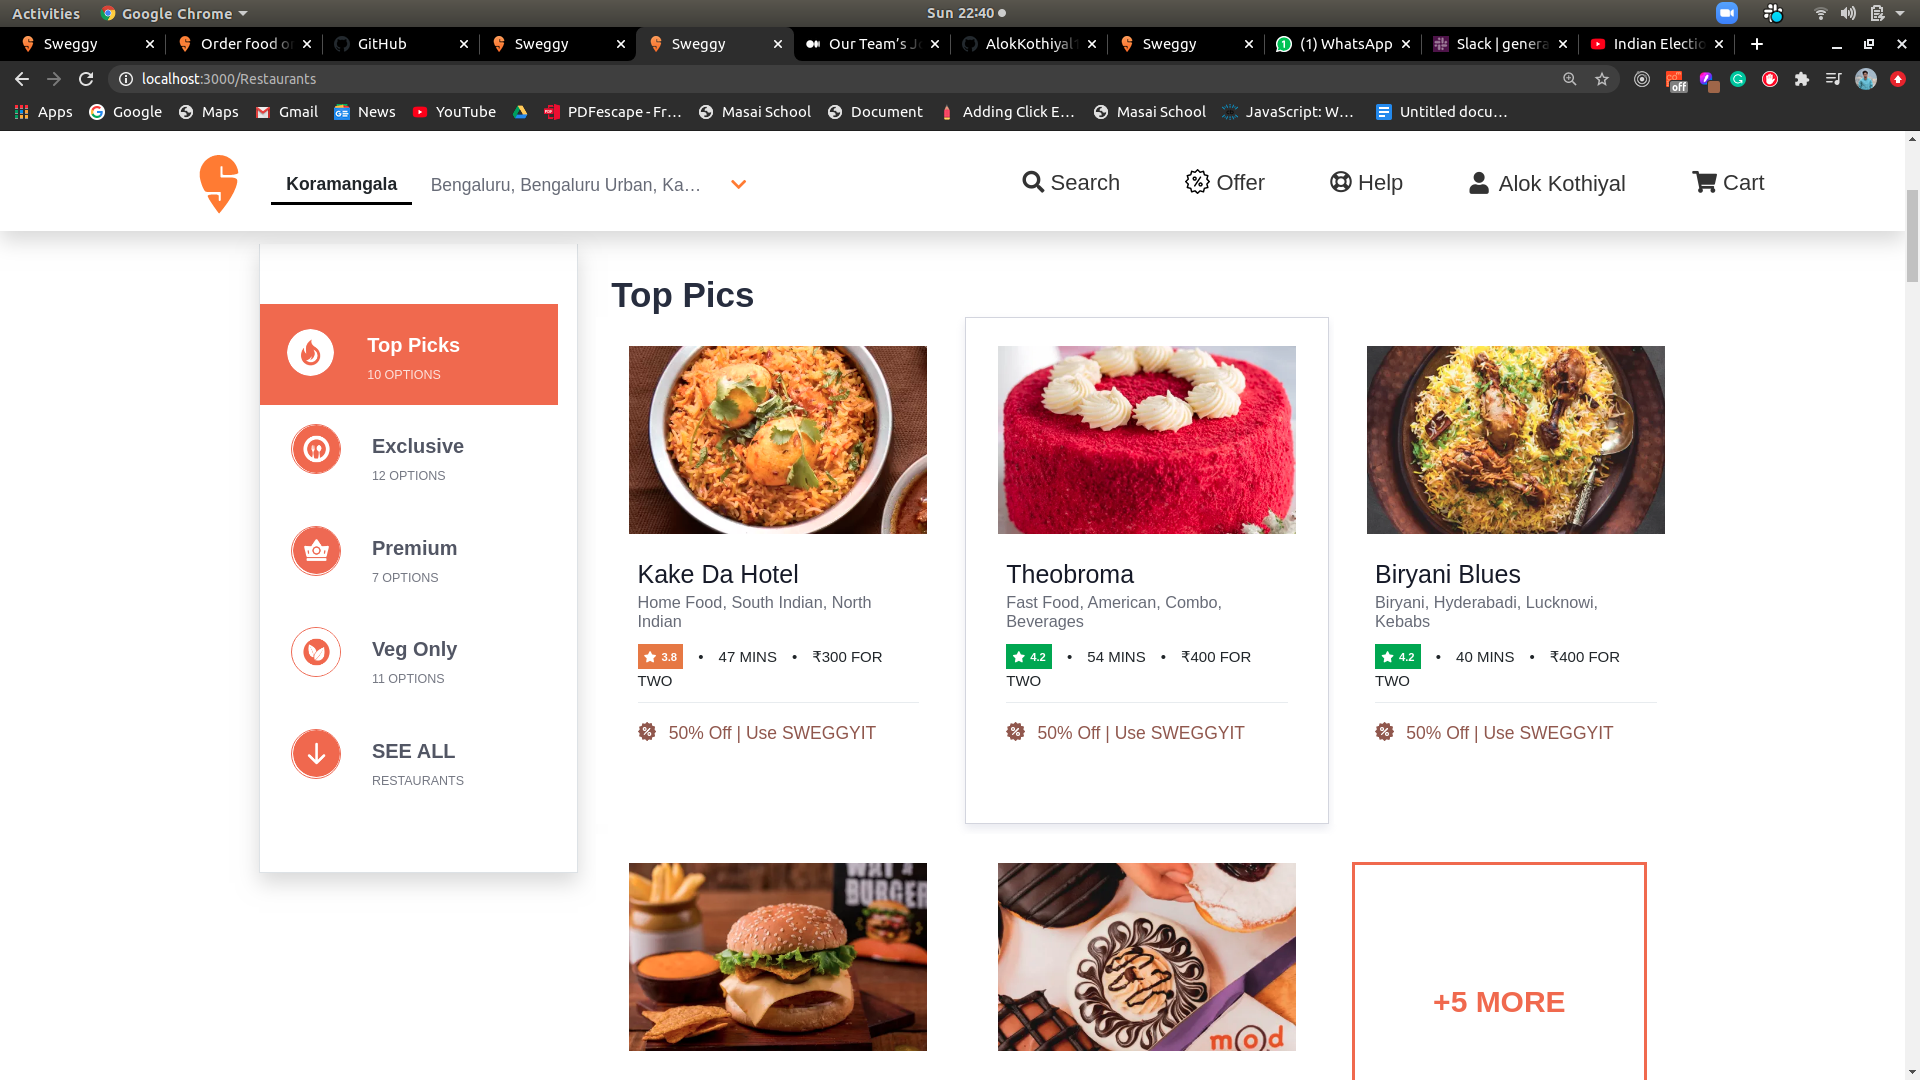 Activities Google Chrome Sun 22:40
Sweggy Order food o GitHub Sweggy Sweggy Our Team's J AlokKothiyal Sweggy (1) WhatsApp Slack | genera Indian Electio
localhost:3000/Restaurants off
Apps Google Maps Gmail News YouTube PDFescape - Fr… Masai School Document Adding Click E… Masai School JavaScript: W… Untitled docu…
Koramangala Bengaluru, Bengaluru Urban, Ka… Search Offer Help Alok Kothiyal Cart
Top Picks
10 OPTIONS
Exclusive
12 OPTIONS
Premium
7 OPTIONS
Veg Only
11 OPTIONS
SEE ALL
RESTAURANTS
Top Pics
Kake Da Hotel
Home Food, South Indian, North
Indian
3.8 • 47 MINS • ₹300 FOR
TWO
50% Off | Use SWEGGYIT
Theobroma
Fast Food, American, Combo,
Beverages
4.2 • 54 MINS • ₹400 FOR
TWO
50% Off | Use SWEGGYIT
Biryani Blues
Biryani, Hyderabadi, Lucknowi,
Kebabs
4.2 • 40 MINS • ₹400 FOR
TWO
50% Off | Use SWEGGYIT
BURGER
mod
+5 MORE